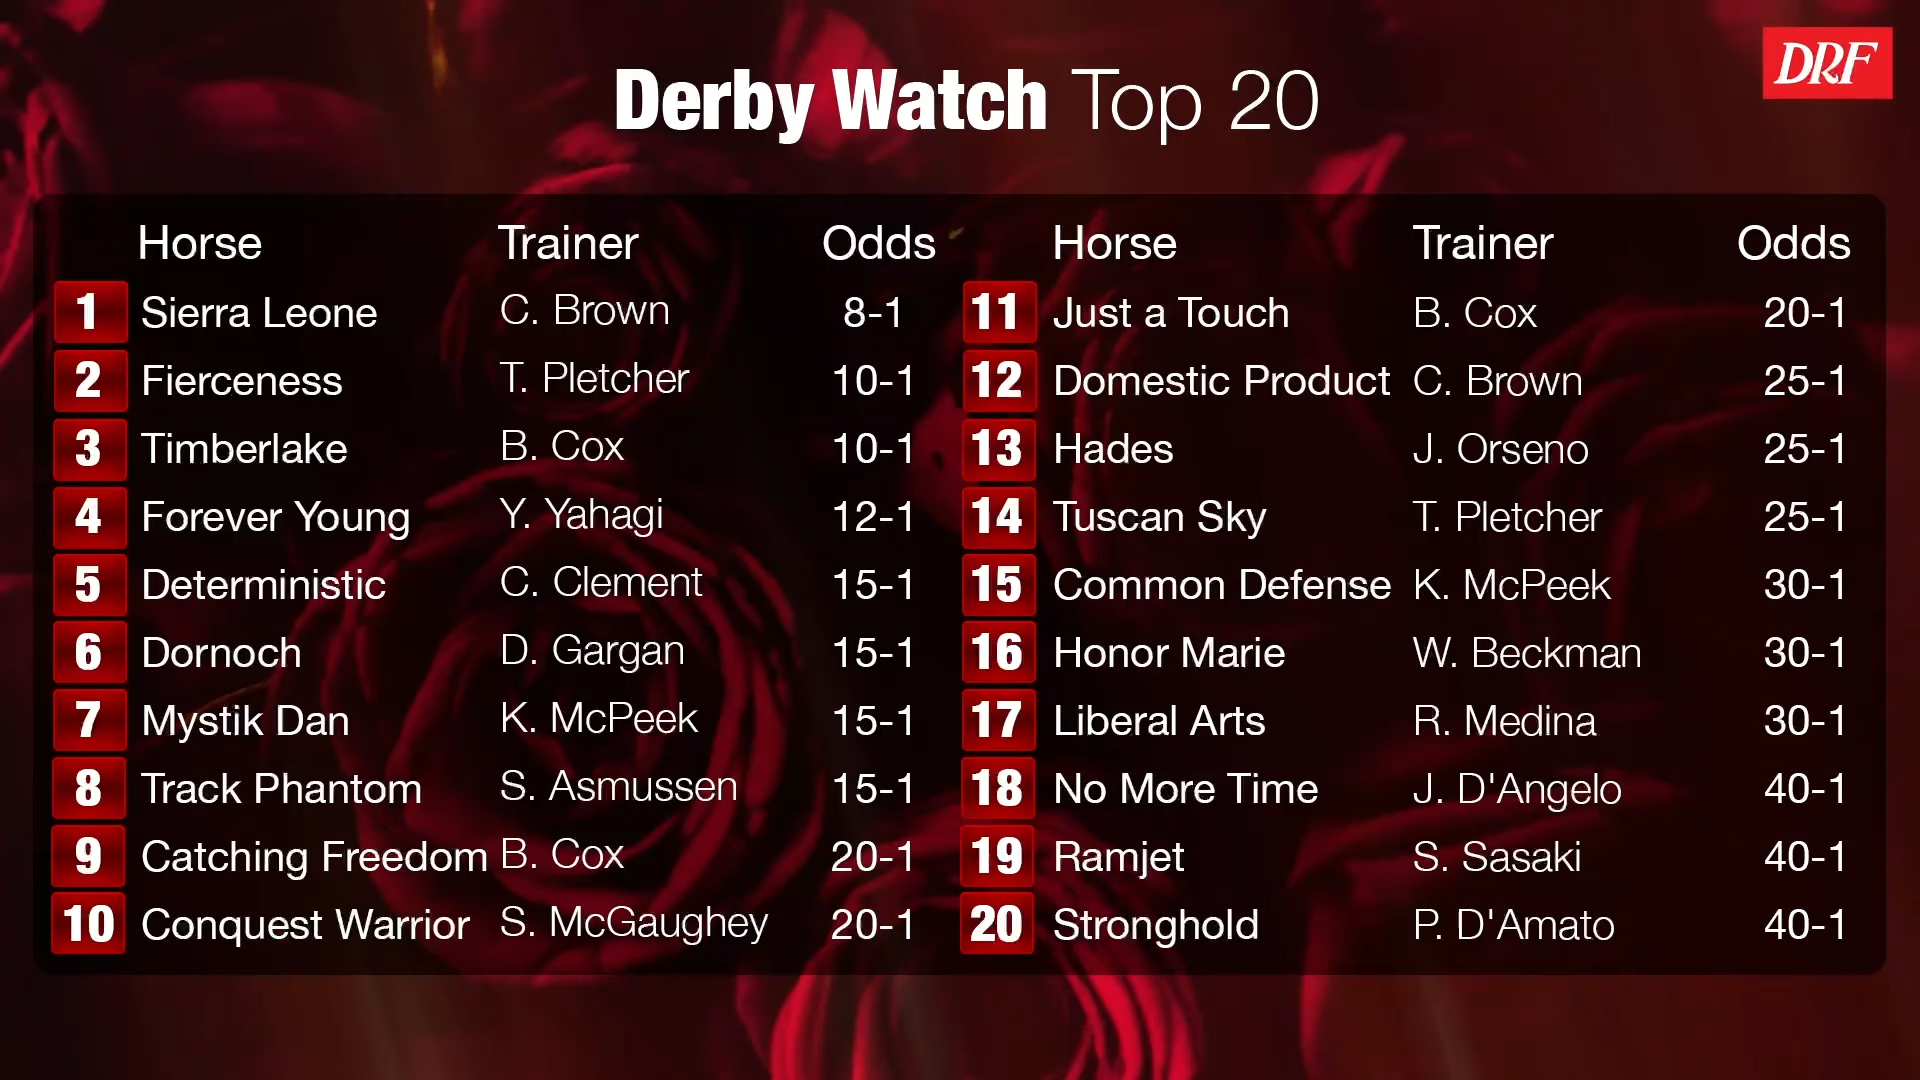 DRF
Derby Watch Top 20
Horse Trainer Odds
1 Sierra Leone C. Brown 8-1
2 Fierceness T. Pletcher 10-1
3 Timberlake B. Cox 10-1
4 Forever Young Y. Yahagi 12-1
5 Deterministic C. Clement 15-1
6 Dornoch D. Gargan 15-1
7 Mystik Dan K. McPeek 15-1
8 Track Phantom S. Asmussen 15-1
9 Catching Freedom B. Cox 20-1
10 Conquest Warrior S. McGaughey 20-1
Horse Trainer Odds
11 Just a Touch B. Cox 20-1
12 Domestic Product C. Brown 25-1
13 Hades J. Orseno 25-1
14 Tuscan Sky T. Pletcher 25-1
15 Common Defense K. McPeek 30-1
16 Honor Marie W. Beckman 30-1
17 Liberal Arts R. Medina 30-1
18 No More Time J. D'Angelo 40-1
19 Ramjet S. Sasaki 40-1
20 Stronghold P. D'Amato 40-1